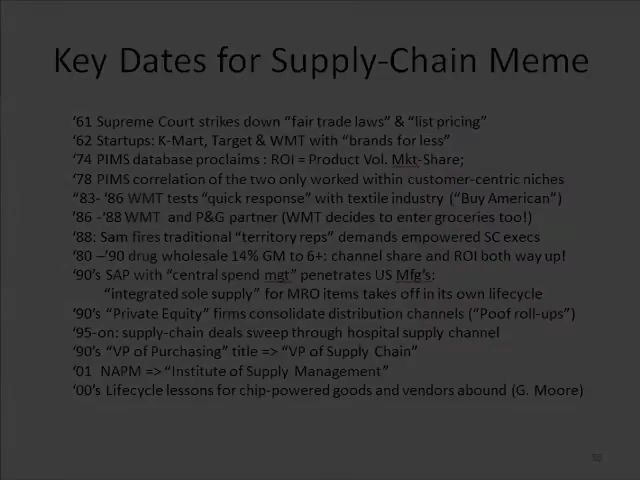 Key Dates for Supply-Chain Meme
‘61 Supreme Court strikes down “fair trade laws” & “list pricing”
‘62 Startups: K-Mart, Target & WMT with “brands for less”
‘74 PIMS database proclaims : ROI = Product Vol. Mkt-Share;
‘78 PIMS correlation of the two only worked within customer-centric niches
“83- ‘86 WMT tests “quick response” with textile industry (“Buy American”)
’86 -‘88 WMT and P&G partner (WMT decides to enter groceries too!)
‘88: Sam fires traditional “territory reps” demands empowered SC execs
‘80 –’90 drug wholesale 14% GM to 6+: channel share and ROI both way up!
‘90’s SAP with “central spend mgt” penetrates US Mfg’s:
“integrated sole supply” for MRO items takes off in its own lifecycle
‘90’s “Private Equity” firms consolidate distribution channels (“Poof roll-ups”)
‘95-on: supply-chain deals sweep through hospital supply channel
‘90’s “VP of Purchasing” title => “VP of Supply Chain”
‘01 NAPM => “Institute of Supply Management”
‘00’s Lifecycle lessons for chip-powered goods and vendors abound (G. Moore)